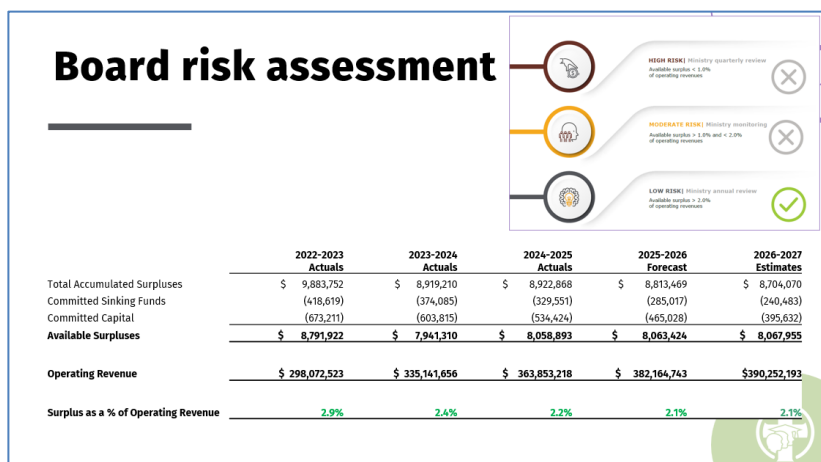 Board risk assessment
HIGH RISK| Ministry quarterly review
Available surplus < 1.0%
of operating revenues
MODERATE RISK| Ministry monitoring
Available surplus > 1.0% and < 2.0%
of operating revenues
LOW RISK| Ministry annual review
Available surplus > 2.0%
of operating revenues
2022-2023 2023-2024 2024-2025 2025-2026 2026-2027
Actuals Actuals Actuals Forecast Estimates
Total Accumulated Surpluses $ 9,883,752 $ 8,919,210 $ 8,922,868 $ 8,813,469 $ 8,704,070
Committed Sinking Funds (418,619) (374,085) (329,551) (285,017) (240,483)
Committed Capital (673,211) (603,815) (534,424) (465,028) (395,632)
Available Surpluses $ 8,791,922 $ 7,941,310 $ 8,058,893 $ 8,063,424 $ 8,067,955
Operating Revenue $ 298,072,523 $ 335,141,656 $ 363,853,218 $ 382,164,743 $390,252,193
Surplus as a % of Operating Revenue 2.9% 2.4% 2.2% 2.1% 2.1%